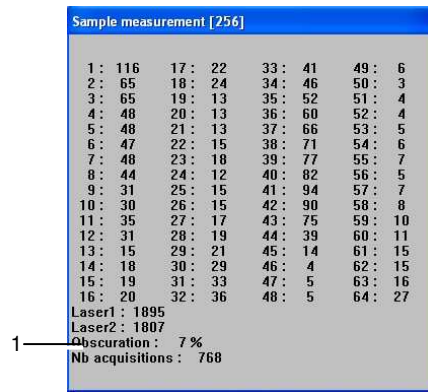 Sample measurement [256]
1 : 116 17 : 22 33 : 41 49 : 6
2 : 65 18 : 24 34 : 46 50 : 3
3 : 65 19 : 13 35 : 52 51 : 4
4 : 48 20 : 13 36 : 60 52 : 4
5 : 48 21 : 13 37 : 66 53 : 5
6 : 47 22 : 15 38 : 71 54 : 6
7 : 48 23 : 18 39 : 77 55 : 7
8 : 44 24 : 12 40 : 82 56 : 5
9 : 31 25 : 15 41 : 94 57 : 7
10 : 30 26 : 15 42 : 90 58 : 8
11 : 35 27 : 17 43 : 75 59 : 10
12 : 31 28 : 19 44 : 39 60 : 11
13 : 15 29 : 21 45 : 14 61 : 15
14 : 18 30 : 29 46 : 4 62 : 15
15 : 19 31 : 33 47 : 5 63 : 16
16 : 20 32 : 36 48 : 5 64 : 27
Laser1 : 1895
Laser2 : 1807
1 Obscuration : 7 %
Nb acquisitions : 768